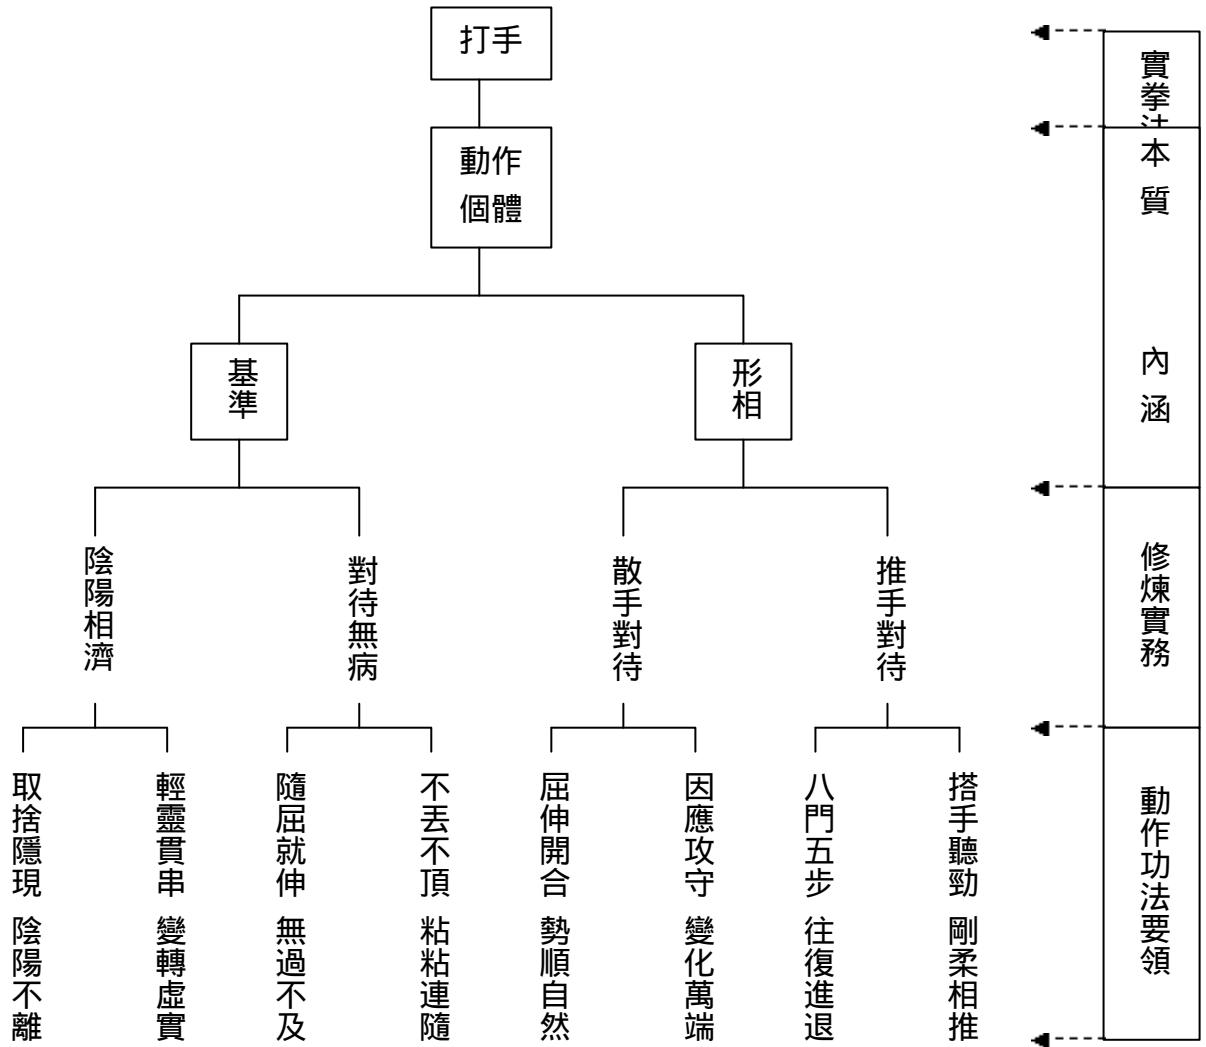 打手
動作
個體
基準
形相
陰陽相濟
對待無病
散手對待
推手對待
取捨隱現 陰陽不離
輕靈貫串 變轉虛實
隨屈就伸 無過不及
不丟不頂 粘粘連隨
屈伸開合 勢順自然
因應攻守 變化萬端
八門五步 往復進退
搭手聽勁 剛柔相推
實拳
本質
內涵
修煉實務
動作功法要領